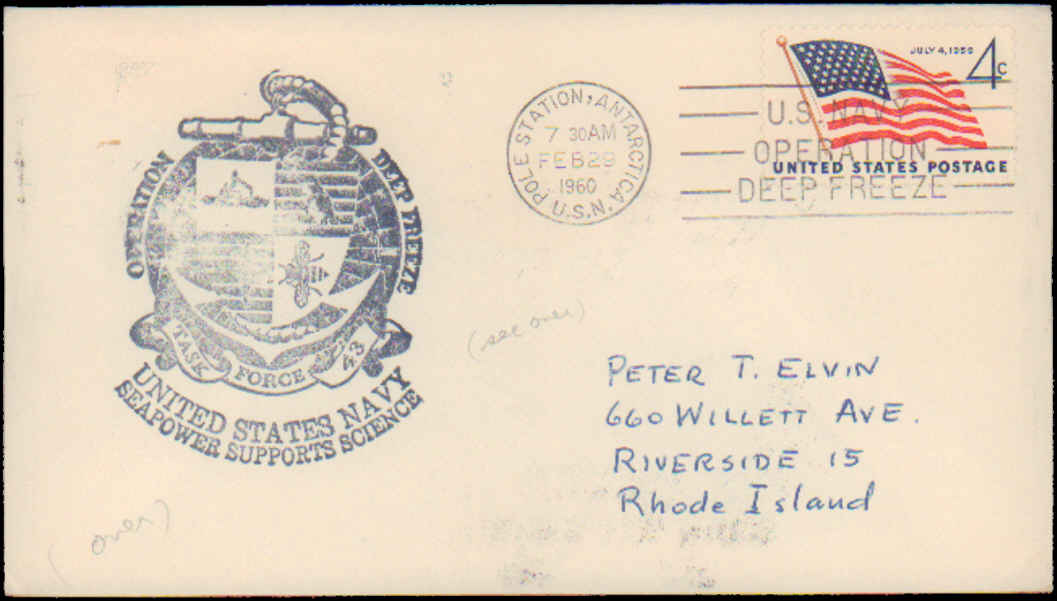 OPERATION DEEP FREEZE
TASK FORCE 43
UNITED STATES NAVY
SEAPOWER SUPPORTS SCIENCE
POLE STATION, ANTARCTICA
7 30AM
FEB 29
1960
U.S.N.
U.S. NAVY
OPERATION
DEEP FREEZE
JULY 4, 1960
4c
UNITED STATES POSTAGE
(see over)
PETER T. ELVIN
660 WILLETT AVE.
RIVERSIDE 15
Rhode Island
(over)